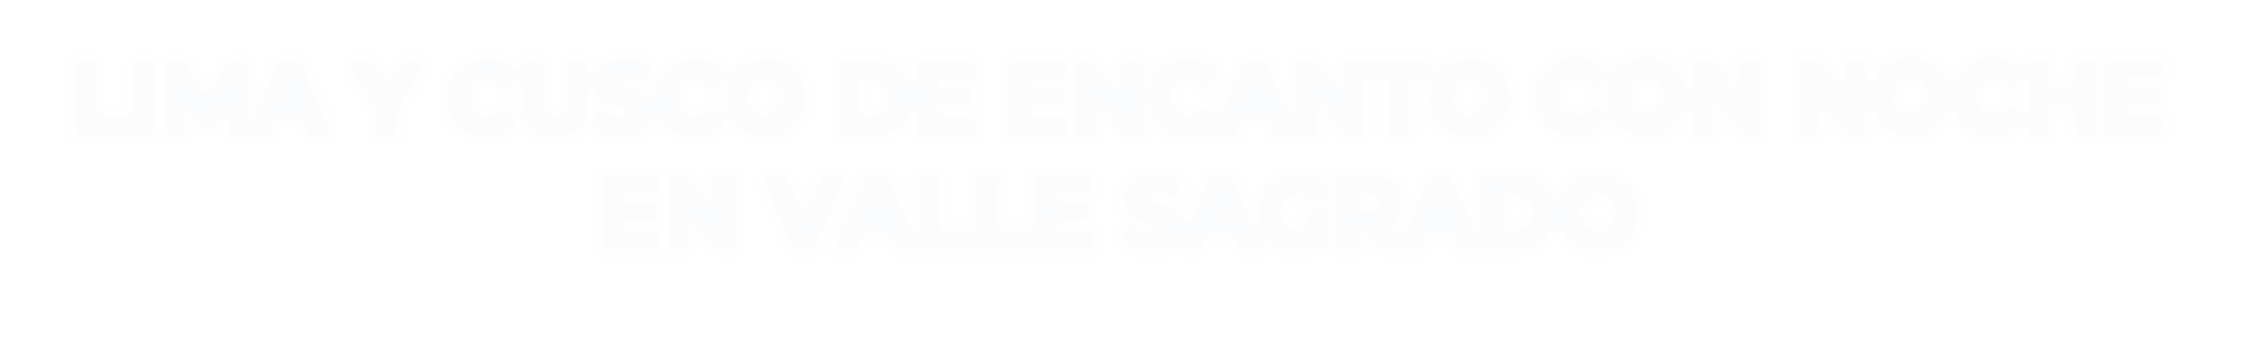 LIMA Y CUSCO DE ENCANTO CON NOCHE
EN VALLE SAGRADO